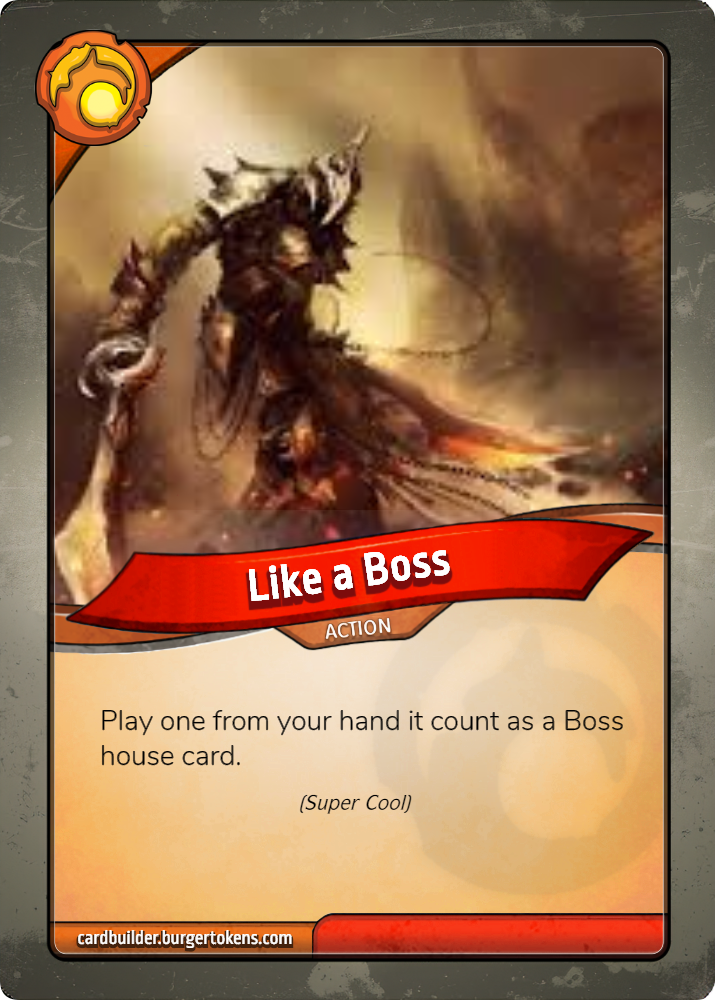 Like a Boss
ACTION
Play one from your hand it count as a Boss
house card.
(Super Cool)
cardbuilder.burgertokens.com